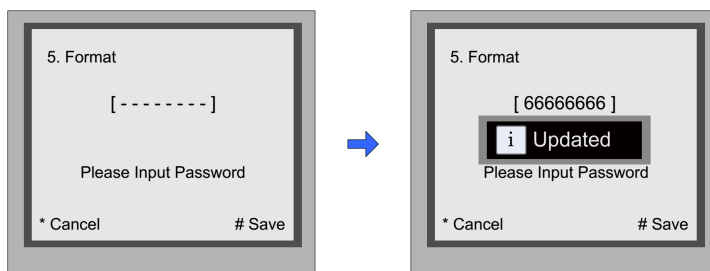 5. Format
[ - - - - - - - - ]
Please Input Password
* Cancel # Save
5. Format
[ 66666666 ]
i Updated
Please Input Password
* Cancel # Save